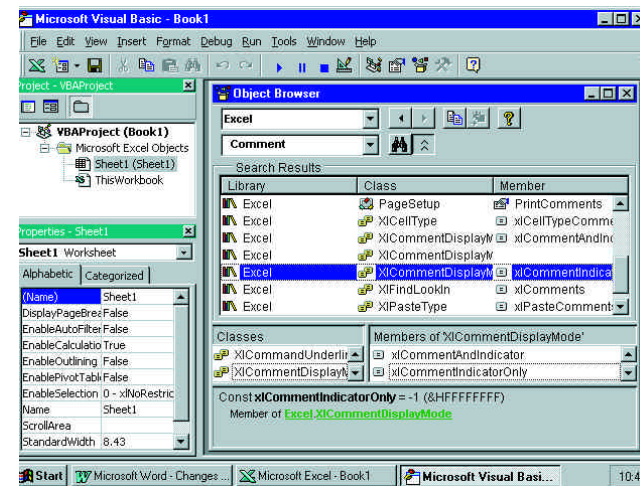 Microsoft Visual Basic - Book1
File Edit View Insert Format Debug Run Tools Window Help
Project - VBAProject
VBAProject (Book1)
Microsoft Excel Objects
Sheet1 (Sheet1)
ThisWorkbook
Properties - Sheet1
Sheet1 Worksheet
Alphabetic Categorized
(Name) Sheet1
DisplayPageBrea False
EnableAutoFilter False
EnableCalculatio True
EnableOutlining False
EnablePivotTabl False
EnableSelection 0 - xlNoRestric
Name Sheet1
ScrollArea
StandardWidth 8.43
Object Browser
Excel
Comment
Search Results
Library Class Member
Excel PageSetup PrintComments
Excel XlCellType xlCellTypeComme
Excel XlCommentDisplayM xlCommentAndInd
Excel XlCommentDisplayM
Excel XlCommentDisplayM xlCommentIndicat
Excel XlFindLookIn xlComments
Excel XlPasteType xlPasteComment
Classes Members of 'XlCommentDisplayMode'
XlCommandUnderlin xlCommentAndIndicator
XlCommentDisplayM xlCommentIndicatorOnly
Const xlCommentIndicatorOnly = -1 (&HFFFFFFFF)
Member of Excel.XlCommentDisplayMode
Start Microsoft Word - Changes ... Microsoft Excel - Book1 Microsoft Visual Basi... 10:4